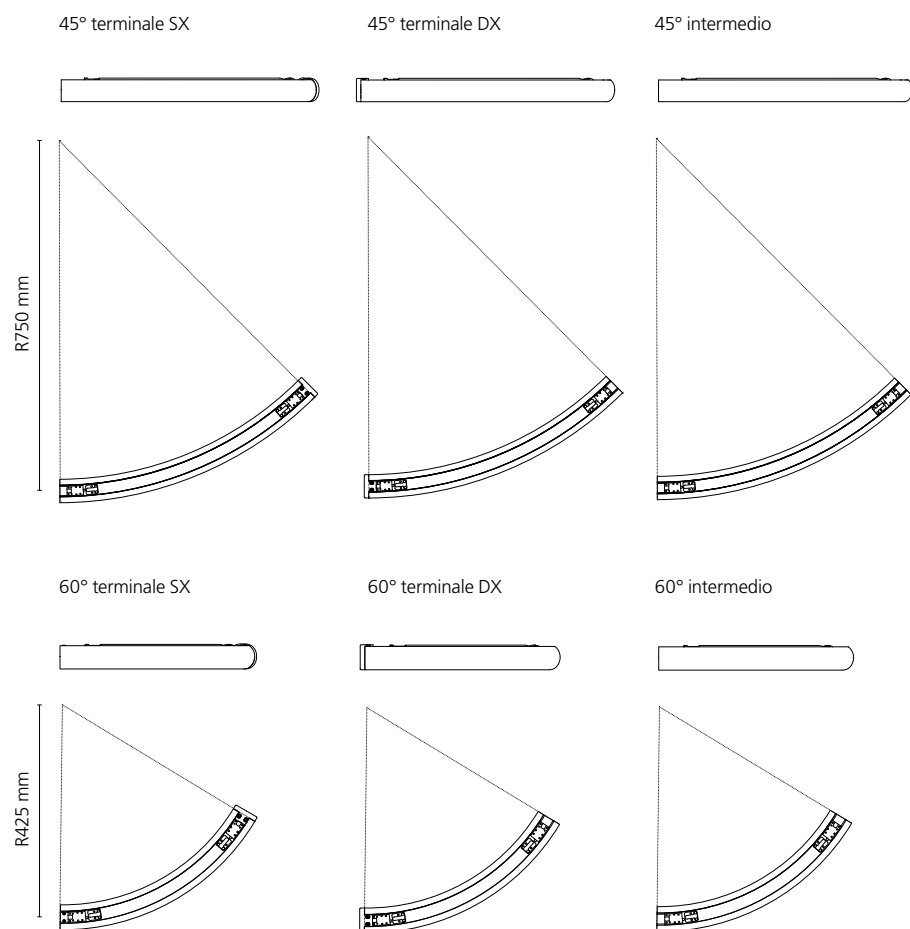 45° terminale SX
45° terminale DX
45° intermedio
R750 mm
60° terminale SX
60° terminale DX
60° intermedio
R425 mm